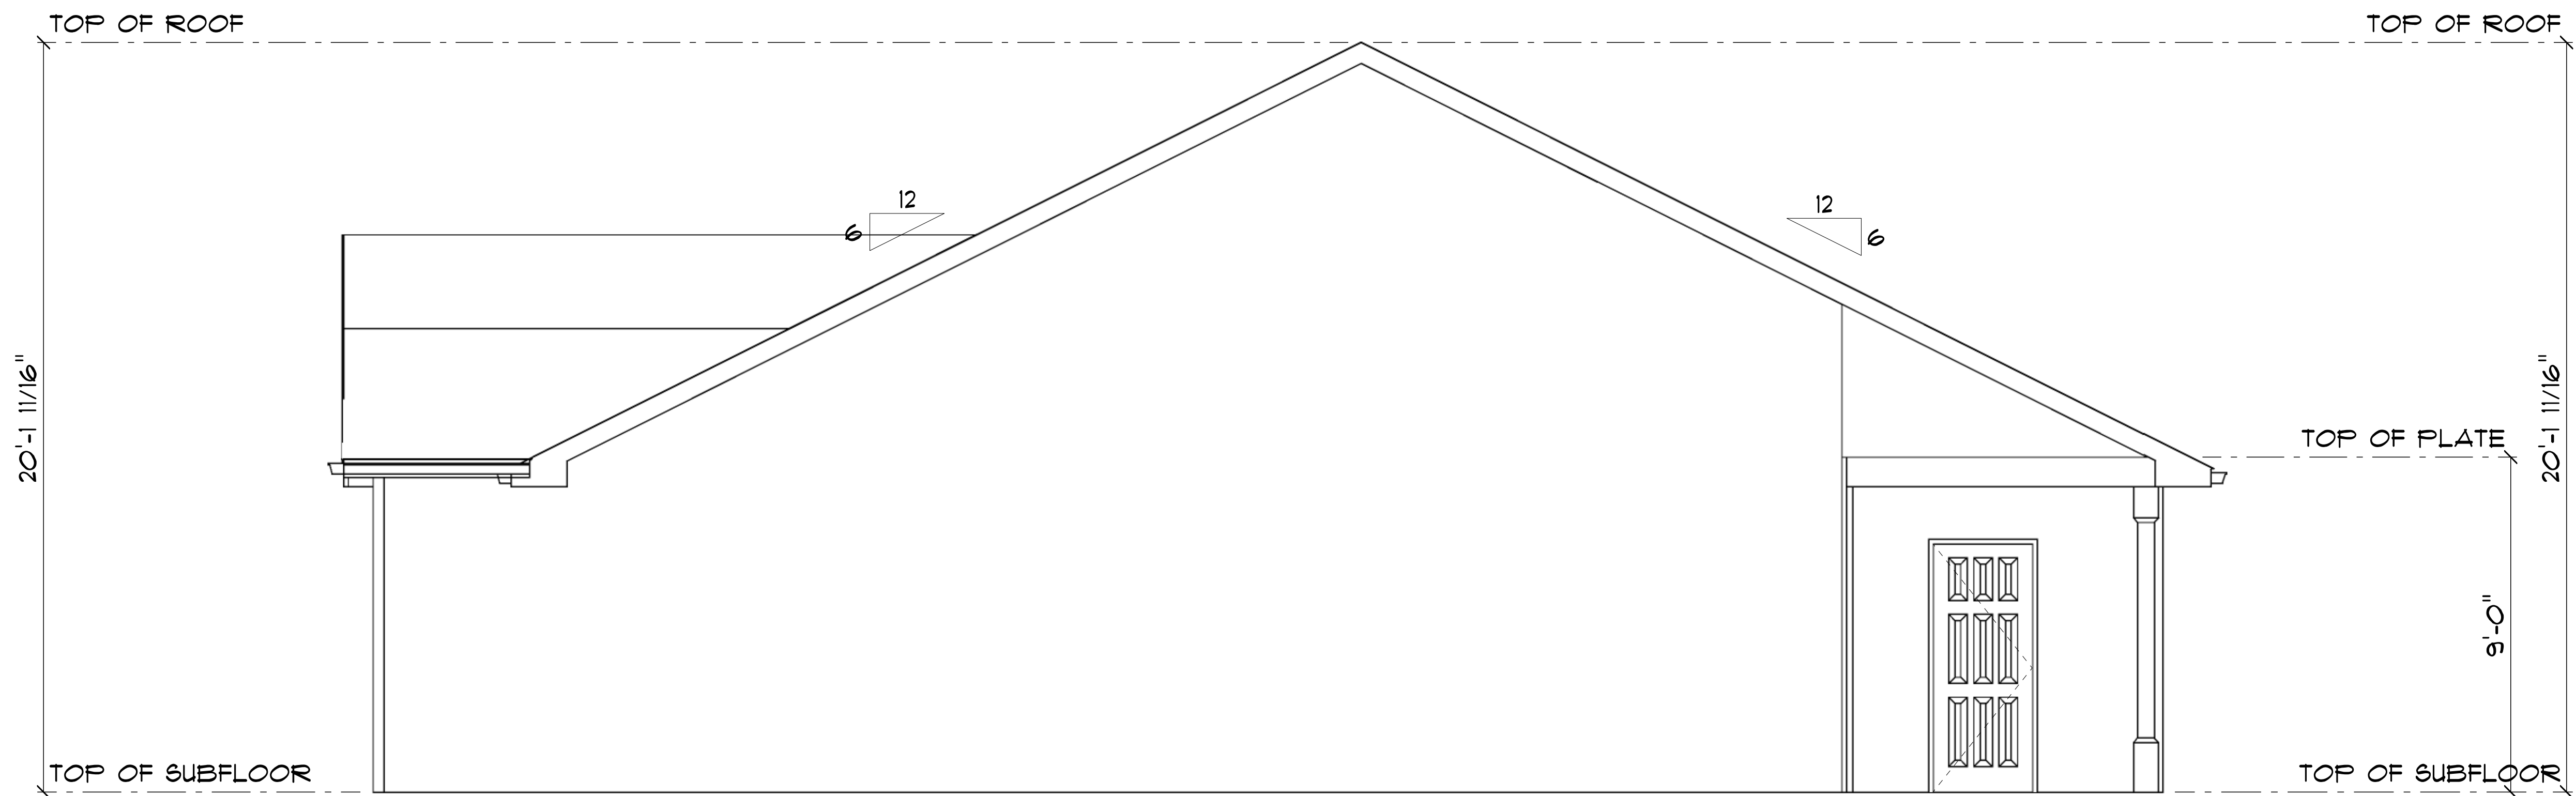 TOP OF ROOF
TOP OF ROOF
12
6
12
6
20'-1 11/16"
20'-1 11/16"
TOP OF PLATE
9'-0"
TOP OF SUBFLOOR
TOP OF SUBFLOOR